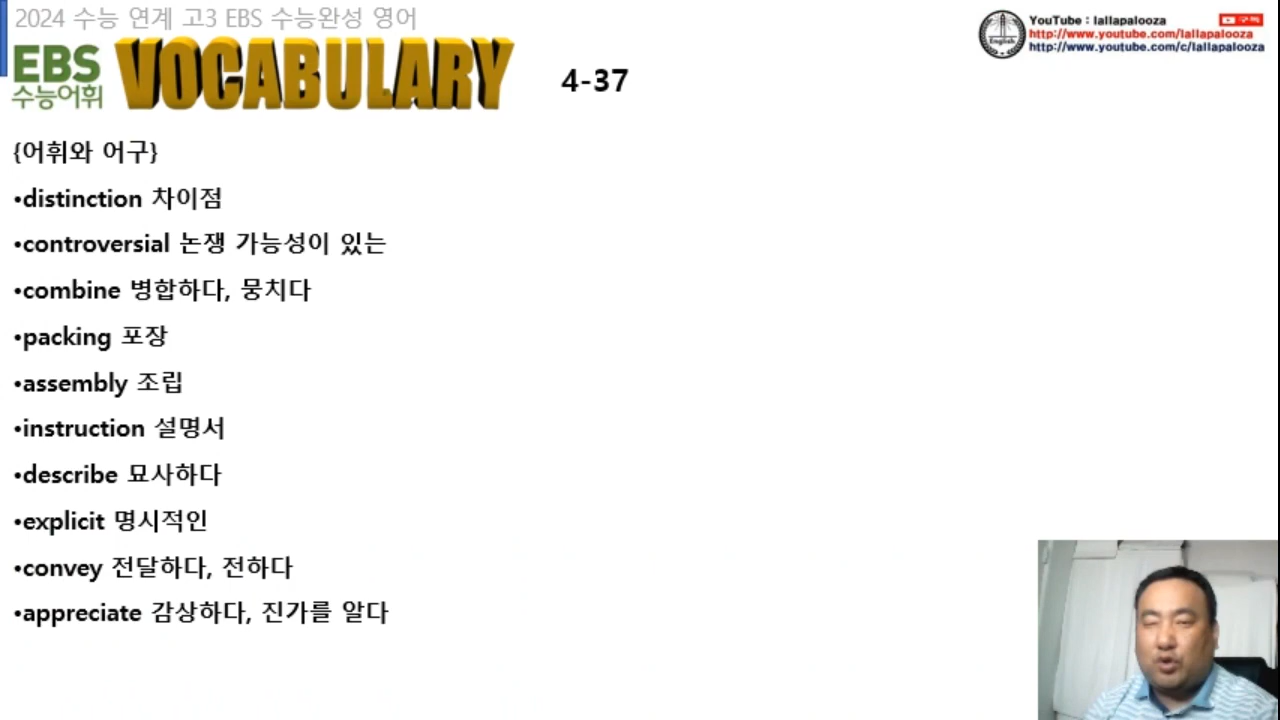 2024 수능 연계 고3 EBS 수능완성 영어
EBS
수능어휘
VOCABULARY
4-37
YouTube : lallapalooza
구독
http://www.youtube.com/lallapalooza
http://www.youtube.com/c/lallapalooza
English
{어휘와 어구}
•distinction 차이점
•controversial 논쟁 가능성이 있는
•combine 병합하다, 뭉치다
•packing 포장
•assembly 조립
•instruction 설명서
•describe 묘사하다
•explicit 명시적인
•convey 전달하다, 전하다
•appreciate 감상하다, 진가를 알다